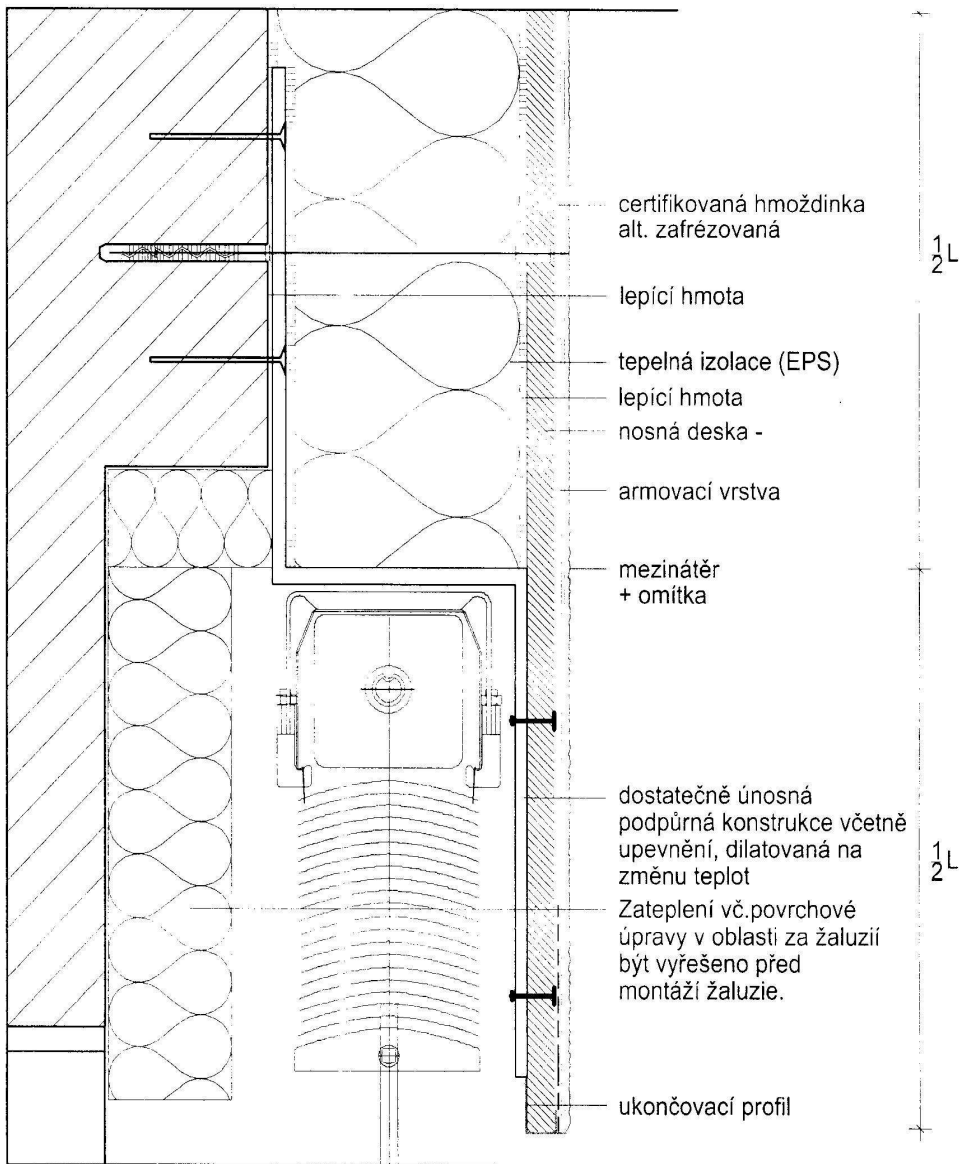 certifikovaná hmoždinka
alt. zafrézovaná
1/2 L
lepící hmota
tepelná izolace (EPS)
lepící hmota
nosná deska -
armovací vrstva
mezinátěr
+ omítka
dostatečně únosná
podpůrná konstrukce včetně
upevnění, dilatovaná na
změnu teplot
1/2 L
Zateplení vč.povrchové
úpravy v oblasti za žaluzií
být vyřešeno před
montáží žaluzie.
ukončovací profil